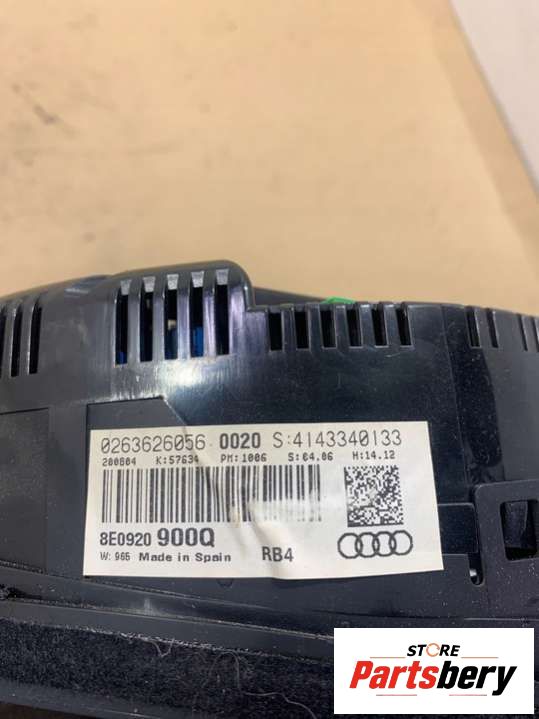 0263626056 0020 S:4143340133
200804 K:57634 PM:1006 S:04.06 H:14.12
8E0920 900Q
W: 965 Made in Spain RB4
STORE
Partsbery